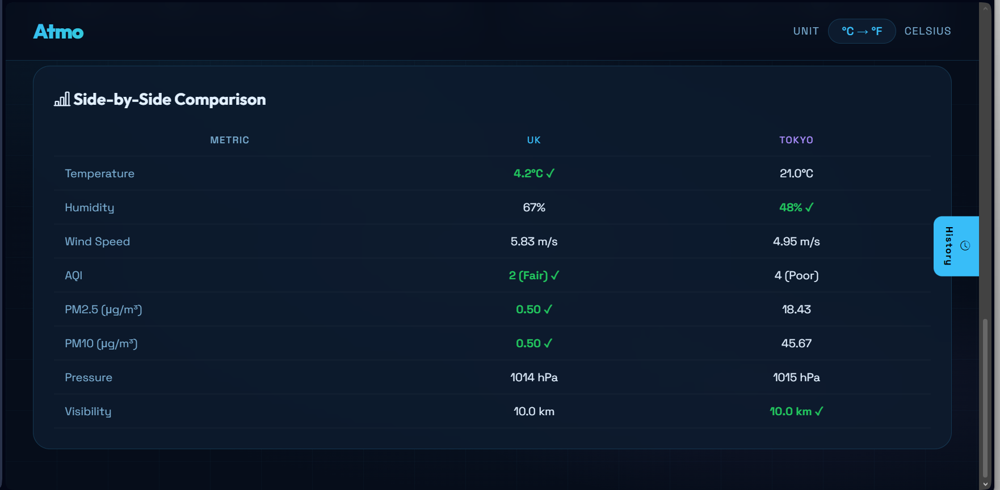 Atmo
UNIT °C → °F CELSIUS
Side-by-Side Comparison
METRIC UK TOKYO
Temperature 4.2°C ✓ 21.0°C
Humidity 67% 48% ✓
Wind Speed 5.83 m/s 4.95 m/s
AQI 2 (Fair) ✓ 4 (Poor)
PM2.5 (µg/m³) 0.50 ✓ 18.43
PM10 (µg/m³) 0.50 ✓ 45.67
Pressure 1014 hPa 1015 hPa
Visibility 10.0 km 10.0 km ✓
History